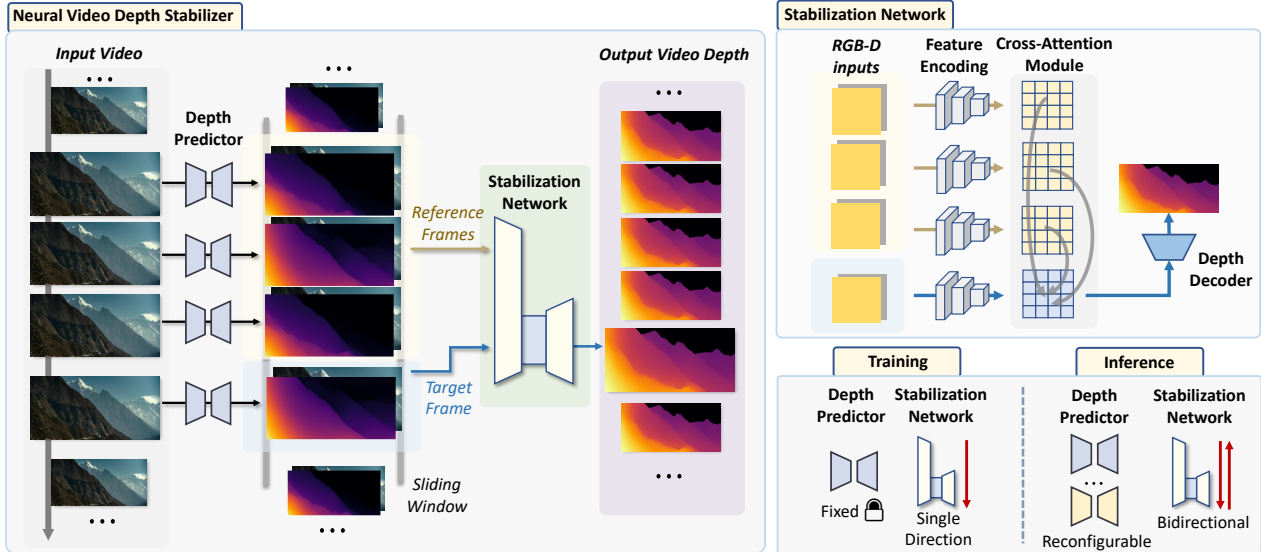 Neural Video Depth Stabilizer
Input Video
• • •
• • •
Depth
Predictor
Reference
Frames
Target
Frame
Sliding
Window
• • •
• • •
Stabilization
Network
Output Video Depth
• • •
• • •
Stabilization Network
RGB-D
inputs
Feature
Encoding
Cross-Attention
Module
Depth
Decoder
Training
Depth
Predictor
Stabilization
Network
Fixed
Single
Direction
Inference
Depth
Predictor
Stabilization
Network
...
Reconfigurable
Bidirectional